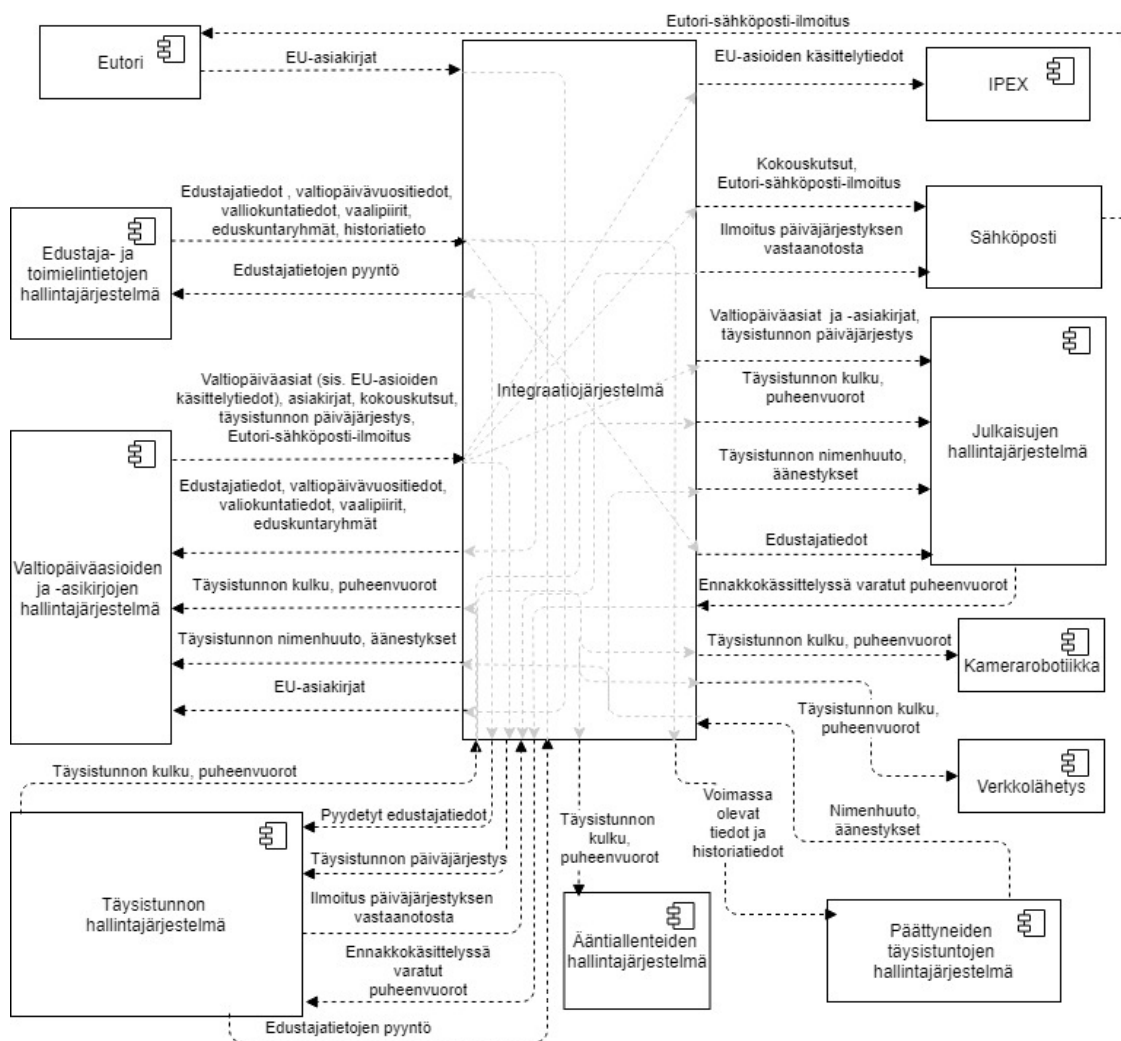 Eutori-sähköposti-ilmoitus
Eutori
EU-asiakirjat
EU-asioiden käsittelytiedot
IPEX
Edustajatiedot , valtiopäivävuositiedot,
valliokuntatiedot, vaalipiirit,
eduskuntaryhmät, historiatieto
Edustaja- ja
toimielintietojen
hallintajärjestelmä
Edustajatietojen pyyntö
Kokouskutsut,
Eutori-sähköposti-ilmoitus
Sähköposti
Ilmoitus päiväjärjestyksen
vastaanotosta
Integraatiojärjestelmä
Valtiopäiväasiat ja -asiakirjat,
täysistunnon päiväjärjestys
Täysistunnon kulku,
puheenvuorot
Julkaisujen
hallintajärjestelmä
Täysistunnon nimenhuuto,
äänestykset
Edustajatiedot
Ennakkokässittelyssä varatut puheenvuorot
Valtiopäiväasiat (sis. EU-asioiden
käsittelytiedot), asiakirjat, kokouskutsut,
täysistunnon päiväjärjestys,
Eutori-sähköposti-ilmoitus
Edustajatiedot, valtiopäivävuositiedot,
valiokuntatiedot, vaalipiirit,
eduskuntaryhmät
Valtiopäiväasioiden
ja -asikirjojen
hallintajärjestelmä
Täysistunnon kulku, puheenvuorot
Täysistunnon nimenhuuto, äänestykset
EU-asiakirjat
Täysistunnon kulku, puheenvuorot
Kamerarobotiikka
Täysistunnon kulku,
puheenvuorot
Verkkolähetys
Täysistunnon kulku, puheenvuorot
Pyydetyt edustajatiedot
Täysistunnon päiväjärjestys
Täysistunnon
hallintajärjestelmä
Ilmoitus päiväjärjestyksen
vastaanotosta
Ennakkokäsittelyssä
varatut
puheenvuorot
Edustajatietojen pyyntö
Täysistunnon
kulku,
puheenvuorot
Ääntiallenteiden
hallintajärjestelmä
Voimassa
olevat
tiedot ja
historiatiedot
Nimenhuuto,
äänestykset
Päättyneiden
täysistuntojen
hallintajärjestelmä